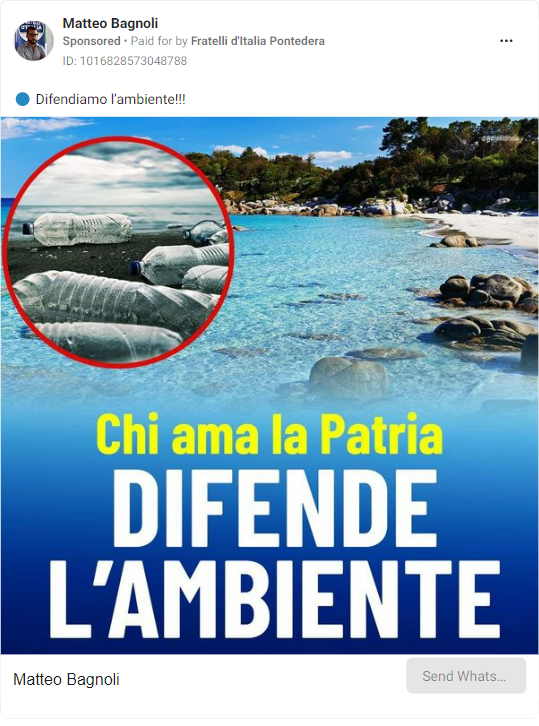 Matteo Bagnoli
Sponsored • Paid for by Fratelli d'Italia Pontedera
ID: 1016828573048788
Difendiamo l'ambiente!!!
Chi ama la Patria
DIFENDE
L'AMBIENTE
Matteo Bagnoli
Send Whats...